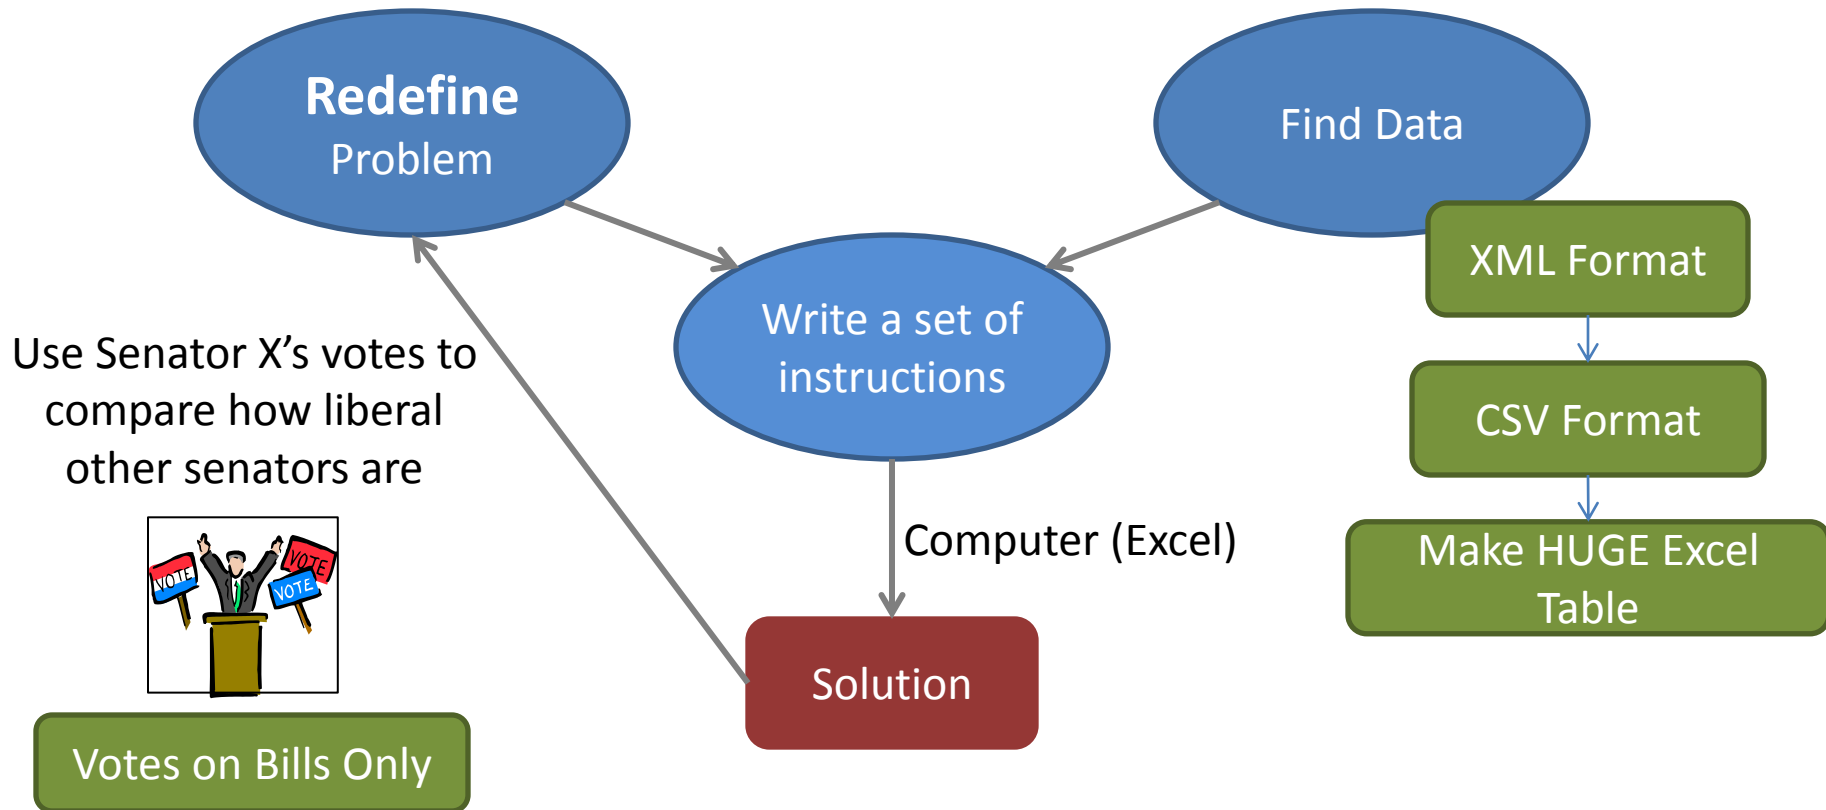 Redefine
Problem
Find Data
XML Format
Write a set of
instructions
Use Senator X’s votes to
compare how liberal
other senators are
CSV Format
VOTE
VOTE
VOTE
Computer (Excel)
Make HUGE Excel
Table
Solution
Votes on Bills Only